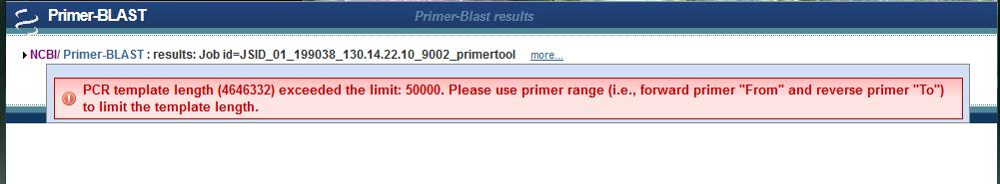 Primer-BLAST
Primer-Blast results
NCBI/ Primer-BLAST : results: Job id=JSID_01_199038_130.14.22.10_9002_primertool more...
PCR template length (4646332) exceeded the limit: 50000. Please use primer range (i.e., forward primer "From" and reverse primer "To")
to limit the template length.